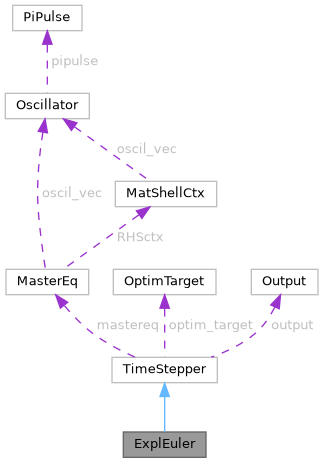 PiPulse
pipulse
Oscillator
oscil_vec
MatShellCtx
oscil_vec
RHSctx
MasterEq
OptimTarget
Output
mastereq
optim_target
output
TimeStepper
ExplEuler